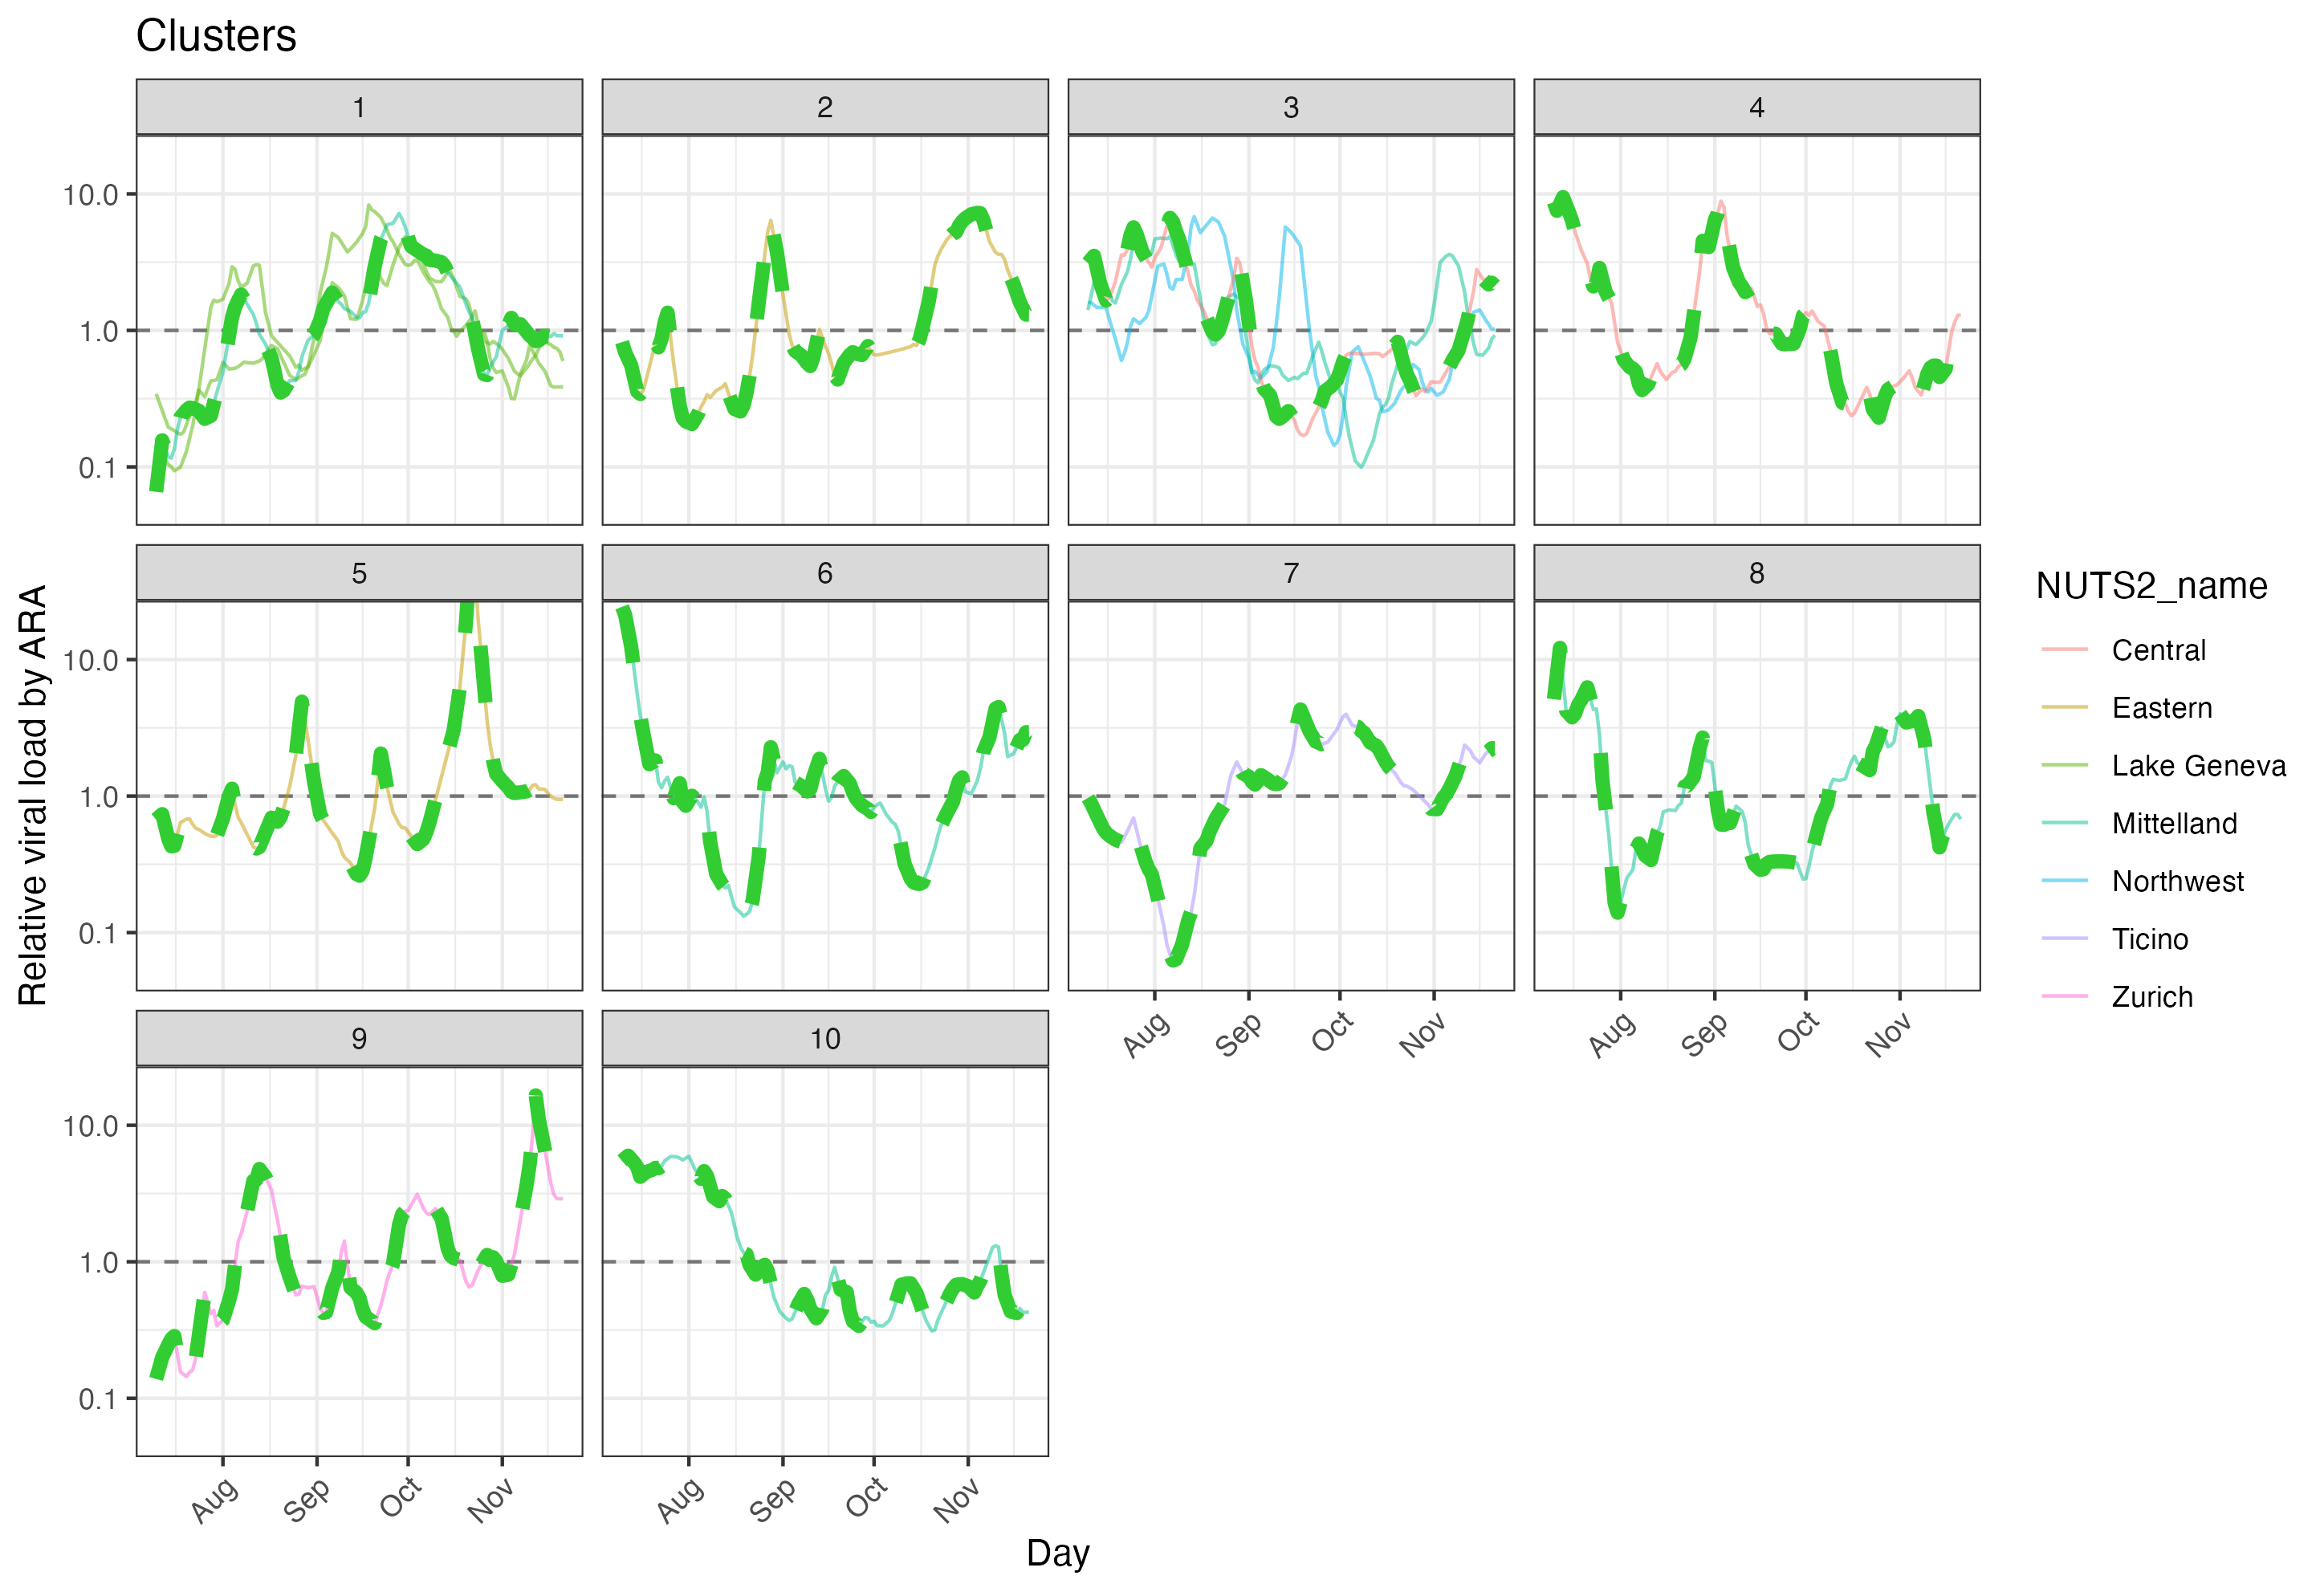 Clusters
1
2
3
4
10.0
1.0
0.1
5
6
7
8
10.0
1.0
0.1
Aug
Sep
Oct
Nov
Aug
Sep
Oct
Nov
9
10
10.0
1.0
0.1
Aug
Sep
Oct
Nov
Aug
Sep
Oct
Nov
Day
Relative viral load by ARA
NUTS2_name
Central
Eastern
Lake Geneva
Mittelland
Northwest
Ticino
Zurich